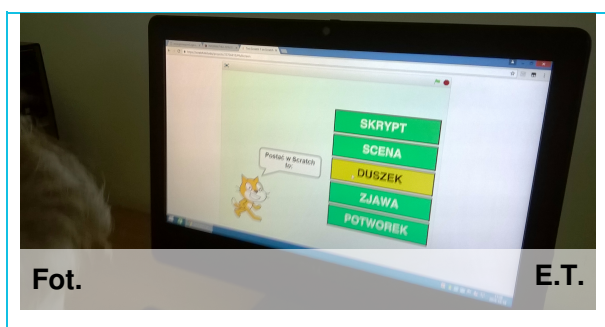 SKRYPT
SCENA
Postać w Scratch
to:
DUSZEK
ZJAWA
POTWOREK
Fot.
E.T.